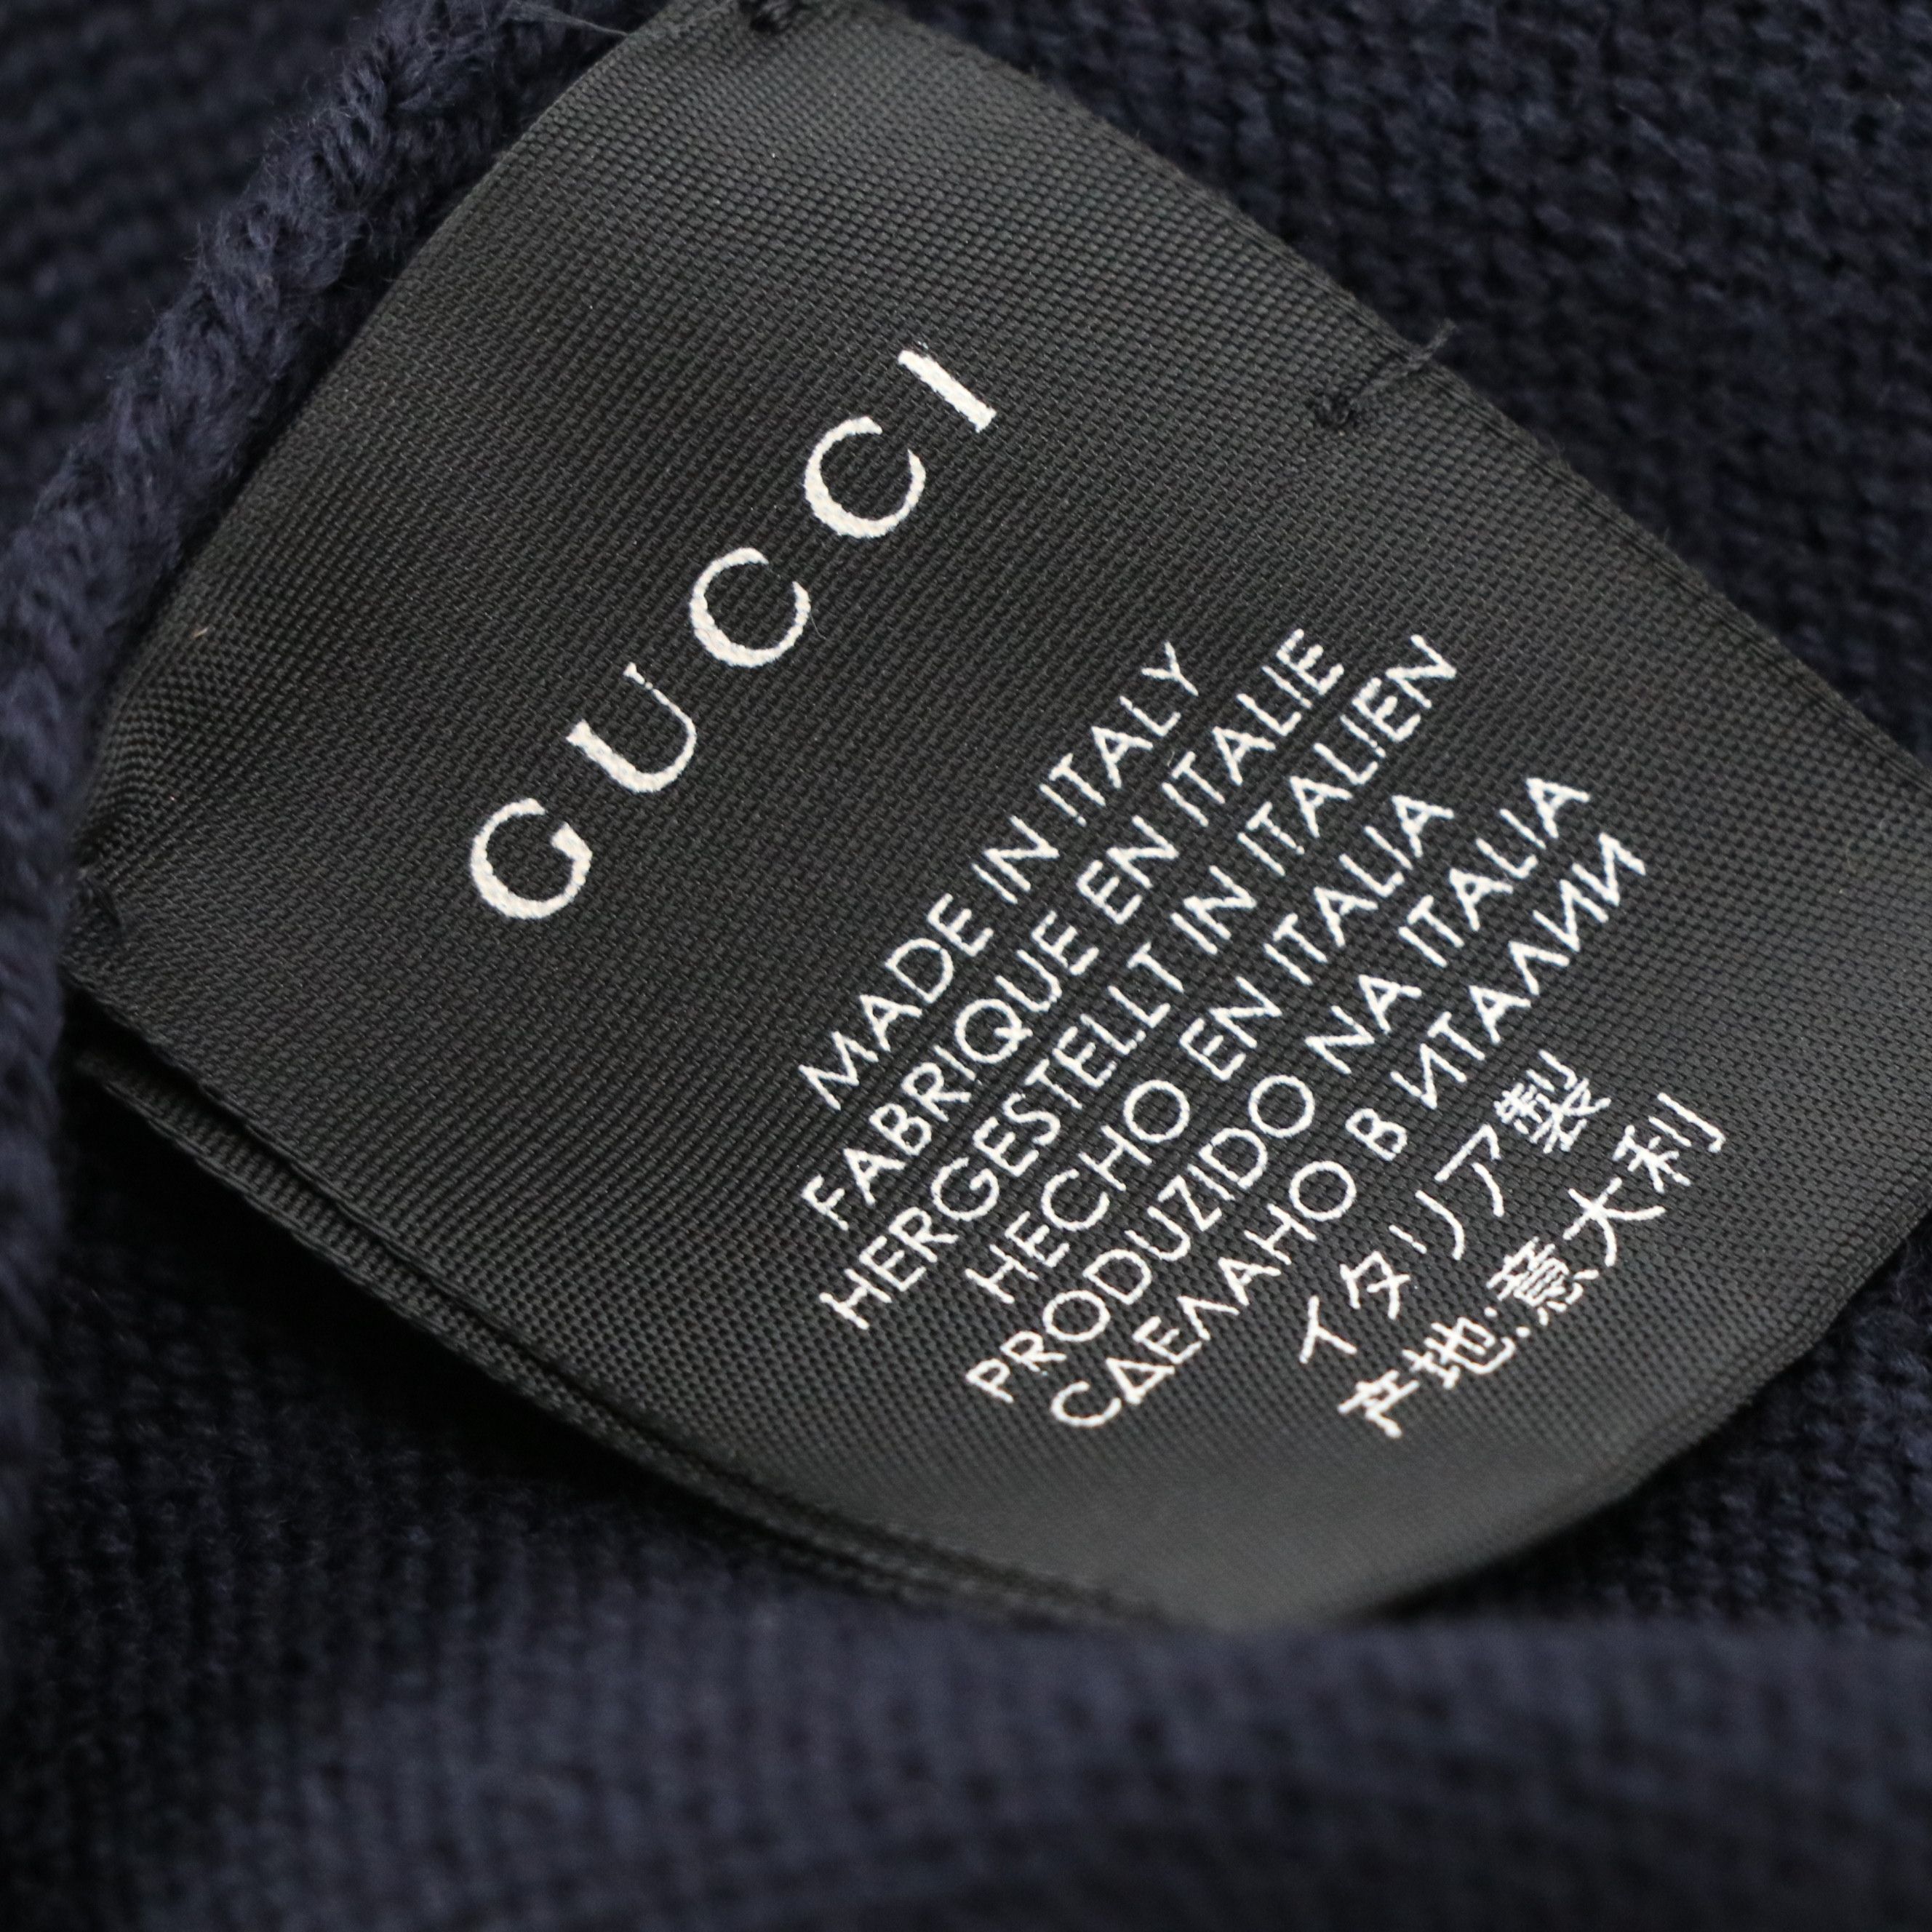 GUCCI
MADE IN ITALY
FABRIQUE EN ITALIE
HERGESTELLT IN ITALIEN
HECHO EN ITALIA
PRODUZIDO NA ITALIA
СДЕЛАНО В ИТАЛИИ
イタリア製
产地:意大利